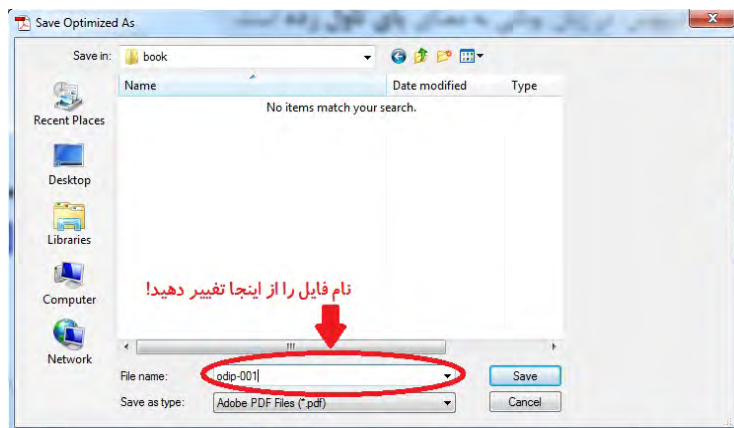 Save Optimized As
Save in:
book
Name
Date modified
Type
No items match your search.
Recent Places
Desktop
Libraries
Computer
Network
نام فایل را از اینجا تغییر دهید!
File name:
odip-001
Save
Save as type:
Adobe PDF Files (*.pdf)
Cancel